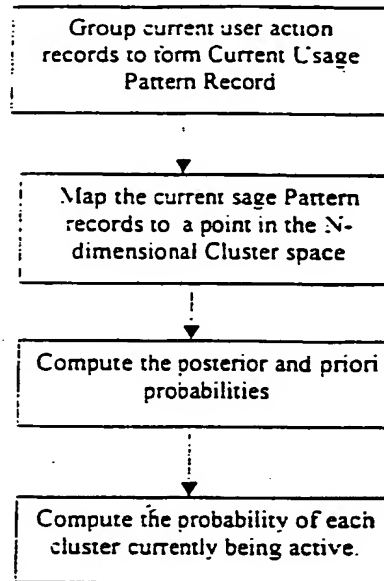 Group current user action
records to form Current Usage
Pattern Record
Map the current sage Pattern
records to a point in the N-
dimensional Cluster space
Compute the posterior and priori
probabilities
Compute the probability of each
cluster currently being active.